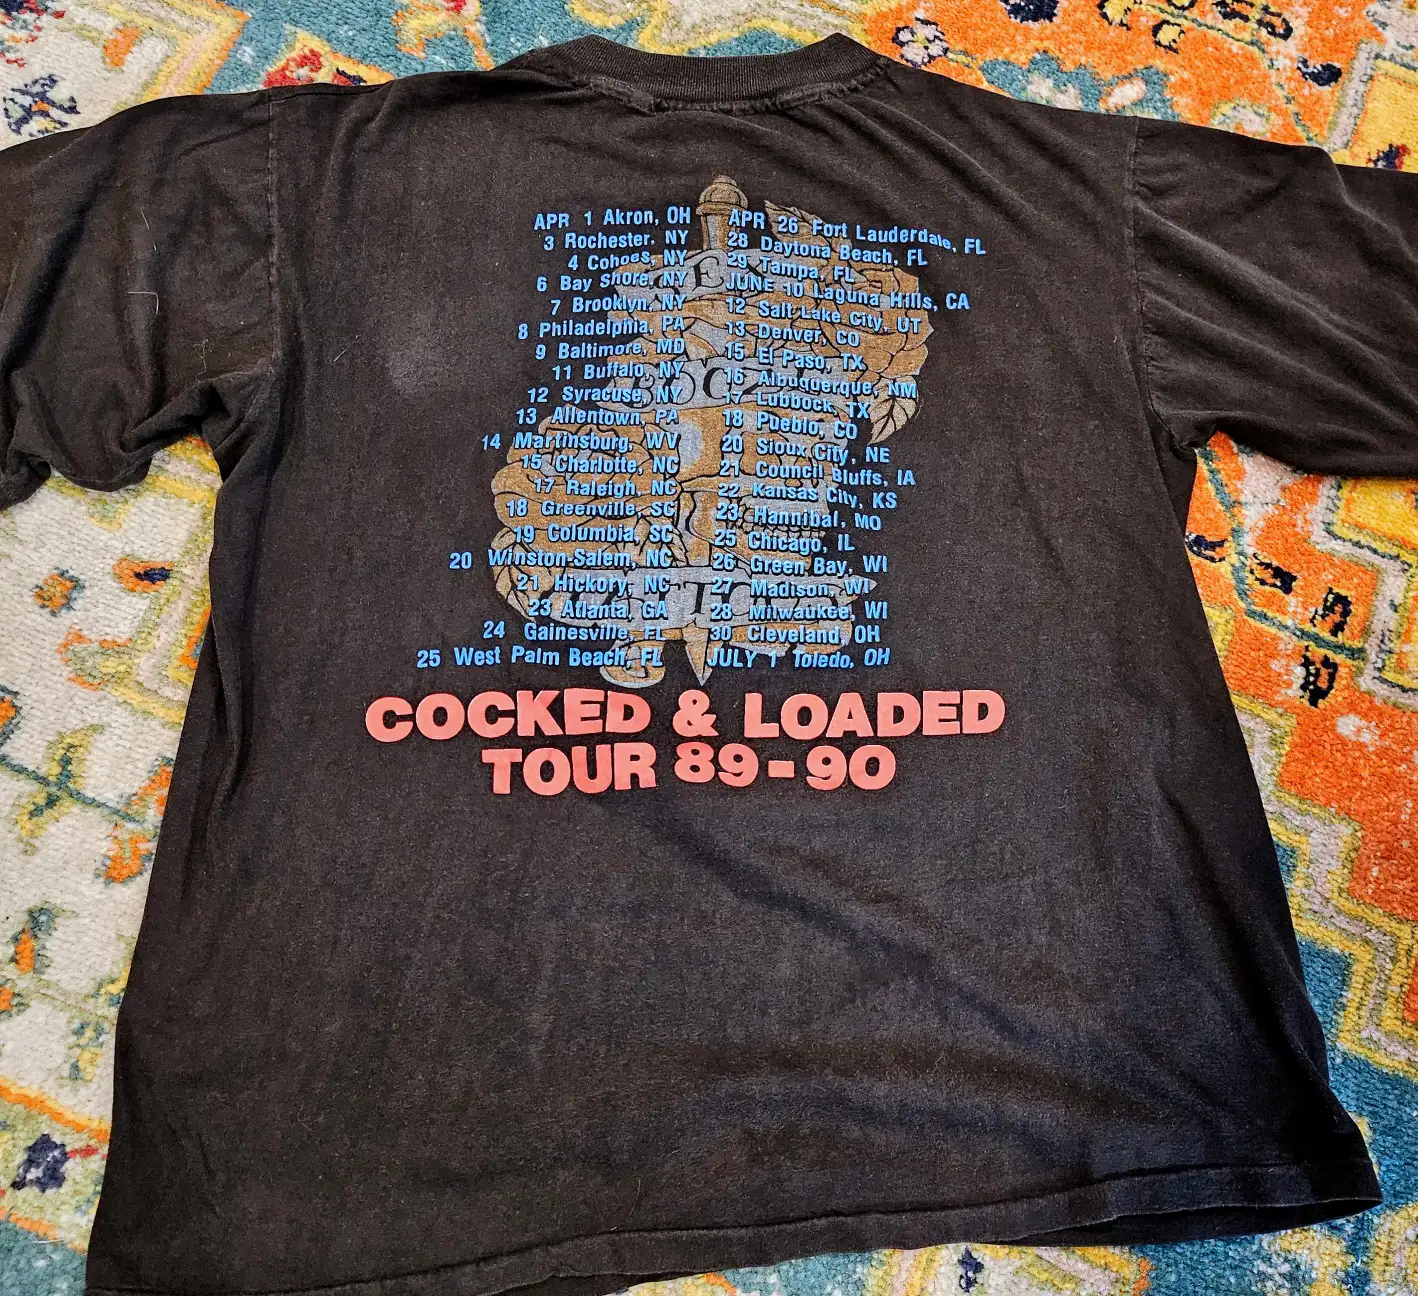 APR 1 Akron, OH
3 Rochester, NY
4 Cohoes, NY
6 Bay Shore, NY
7 Brooklyn, NY
8 Philadelphia, PA
9 Baltimore, MD
11 Buffalo, NY
12 Syracuse, NY
13 Allentown, PA
14 Martinsburg, WV
15 Charlotte, NC
17 Raleigh, NC
18 Greenville, SC
19 Columbia, SC
20 Winston-Salem, NC
21 Hickory, NC
23 Atlanta, GA
24 Gainesville, FL
25 West Palm Beach, FL
APR 26 Fort Lauderdale, FL
28 Daytona Beach, FL
29 Tampa, FL
JUNE 10 Laguna Hills, CA
12 Salt Lake City, UT
13 Denver, CO
15 El Paso, TX
16 Albuquerque, NM
17 Lubbock, TX
18 Pueblo, CO
20 Sioux City, NE
21 Council Bluffs, IA
22 Kansas City, KS
23 Hannibal, MO
25 Chicago, IL
26 Green Bay, WI
27 Madison, WI
28 Milwaukee, WI
30 Cleveland, OH
JULY 1 Toledo, OH
COCKED & LOADED
TOUR 89-90